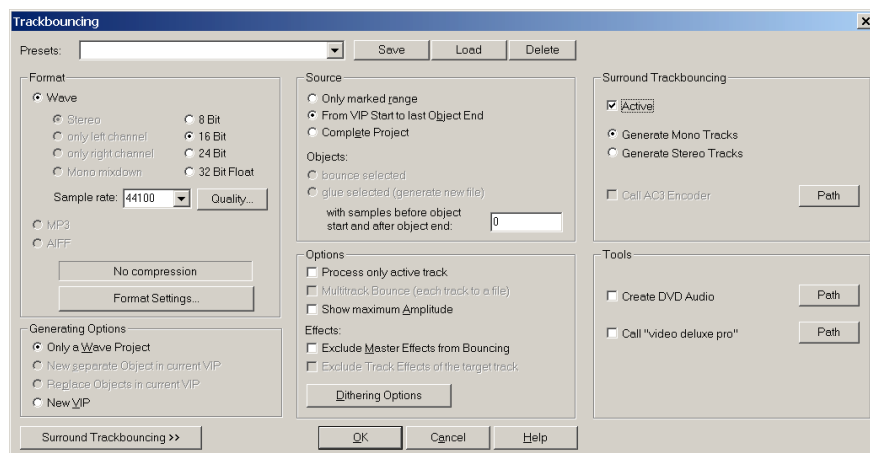 Trackbouncing
Presets:
Save
Load
Delete
Format
Wave
Stereo
8 Bit
only left channel
16 Bit
only right channel
24 Bit
Mono mixdown
32 Bit Float
Sample rate:
44100
Quality...
MP3
AIFF
No compression
Format Settings...
Generating Options
Only a Wave Project
New separate Object in current VIP
Replace Objects in current VIP
New VIP
Surround Trackbouncing >>
Source
Only marked range
From VIP Start to last Object End
Complete Project
Objects:
bounce selected
glue selected (generate new file)
with samples before object
start and after object end:
0
Options
Process only active track
Multitrack Bounce (each track to a file)
Show maximum Amplitude
Effects:
Exclude Master Effects from Bouncing
Exclude Track Effects of the target track
Dithering Options
OK
Cancel
Help
Surround Trackbouncing
Active
Generate Mono Tracks
Generate Stereo Tracks
Call AC3 Encoder
Path
Tools
Create DVD Audio
Path
Call "video deluxe pro"
Path